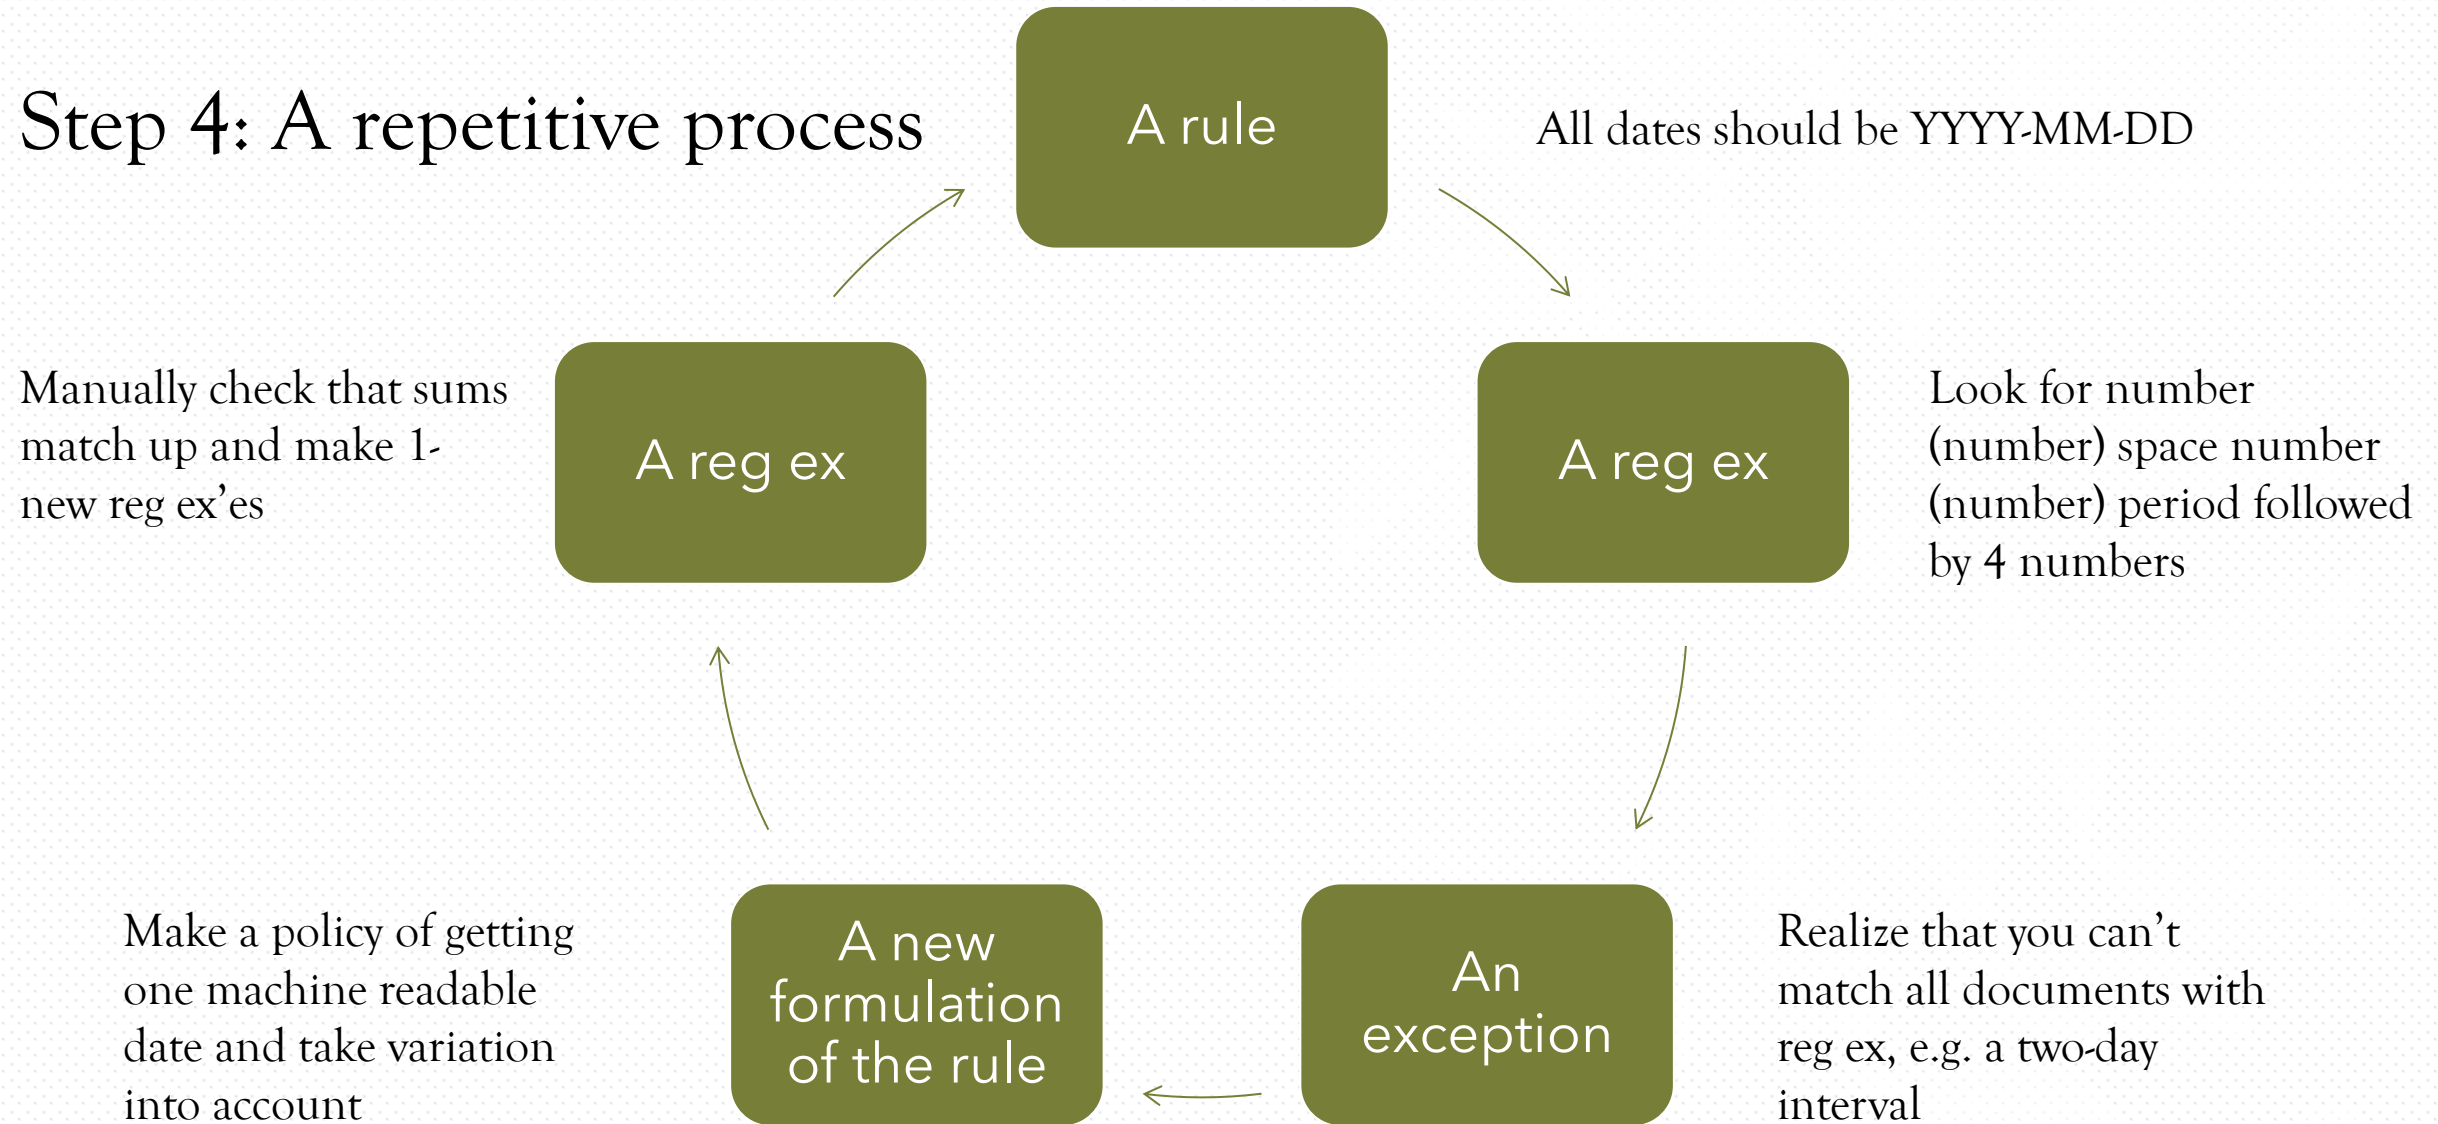 Step 4: A repetitive process
A rule
All dates should be YYYY-MM-DD
A reg ex
Look for number
(number) space number
(number) period followed
by 4 numbers
An
exception
Realize that you can't
match all documents with
reg ex, e.g. a two-day
interval
A new
formulation
of the rule
Make a policy of getting
one machine readable
date and take variation
into account
A reg ex
Manually check that sums
match up and make 1-
new reg ex'es